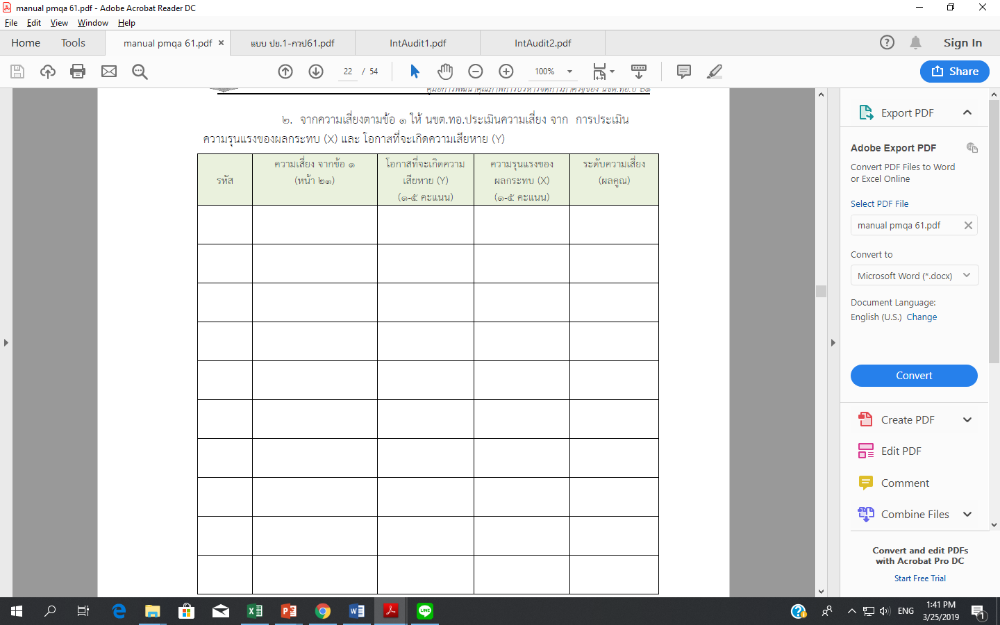 manual pmqa 61.pdf - Adobe Acrobat Reader DC
File Edit View Window Help
Home Tools manual pmqa 61.pdf × แบบ ปย.1-กวป61.pdf IntAudit1.pdf IntAudit2.pdf Sign In
22 / 54 100% Share
๒. จากความเสี่ยงตามข้อ ๑ ให้ นขต.ทอ.ประเมินความเสี่ยง จาก การประเมิน
ความรุนแรงของผลกระทบ (X) และ โอกาสที่จะเกิดความเสียหาย (Y)
รหัส
ความเสี่ยง จากข้อ ๑
(หน้า ๒๑)
โอกาสที่จะเกิดความ
เสียหาย (Y)
(๑-๕ คะแนน)
ความรุนแรงของ
ผลกระทบ (X)
(๑-๕ คะแนน)
ระดับความเสี่ยง
(ผลคูณ)
Export PDF
Adobe Export PDF
Convert PDF Files to Word
or Excel Online
Select PDF File
manual pmqa 61.pdf
Convert to
Microsoft Word (*.docx)
Document Language:
English (U.S.) Change
Convert
Create PDF
Edit PDF
Comment
Combine Files
Convert and edit PDFs
with Acrobat Pro DC
Start Free Trial
ENG
1:41 PM
3/25/2019
1
LINE